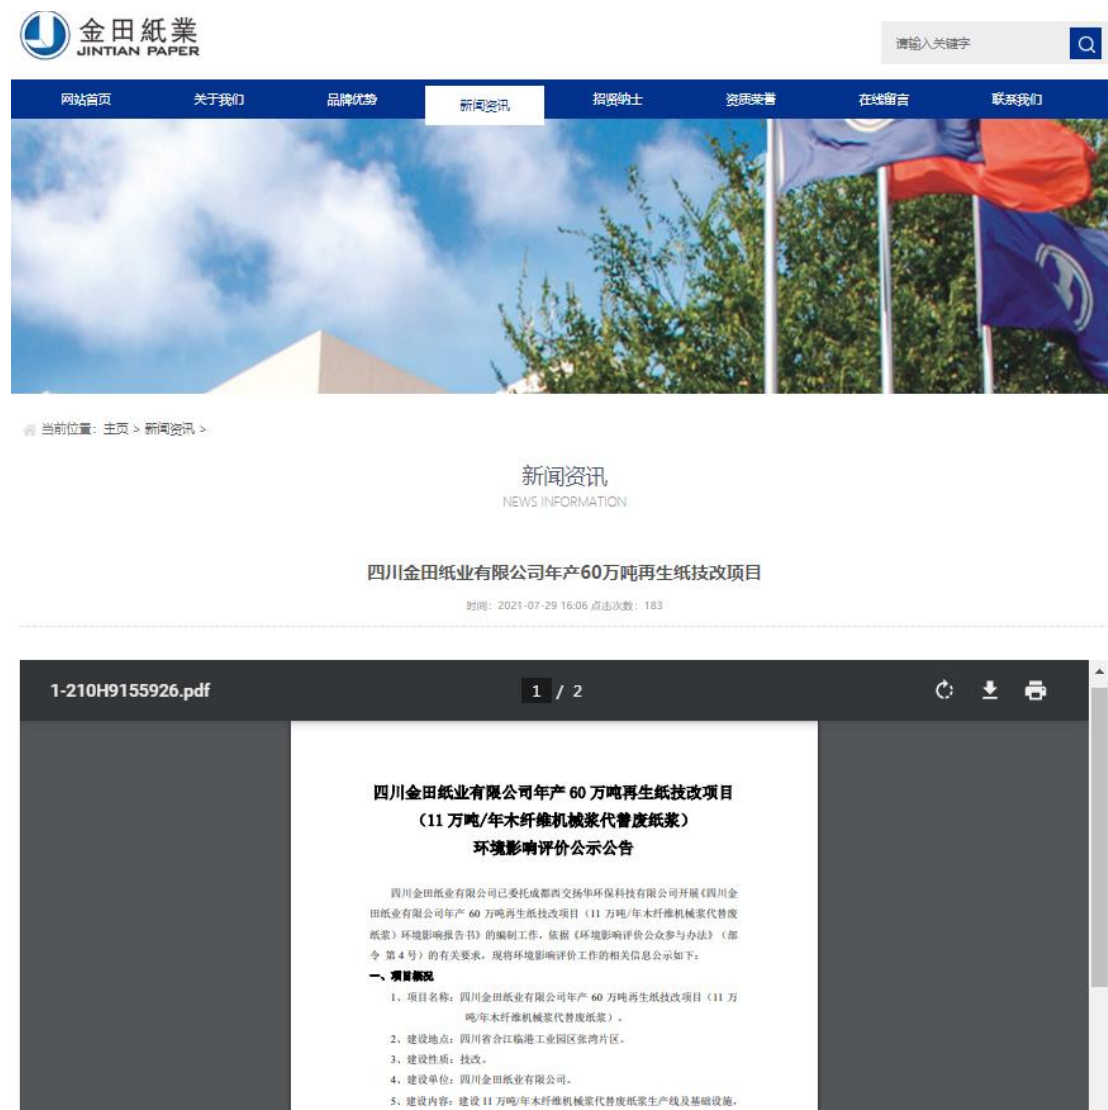 金田紙業
JINTIAN PAPER
请输入关键字
网站首页 关于我们 品牌优势 新闻资讯 招贤纳士 资质荣誉 在线留言 联系我们
当前位置：主页 > 新闻资讯 >
新闻资讯
NEWS INFORMATION
四川金田纸业有限公司年产60万吨再生纸技改项目
时间：2021-07-29 16:06 点击次数：183
1-210H9155926.pdf 1 / 2
四川金田纸业有限公司年产 60 万吨再生纸技改项目
（11 万吨/年木纤维机械浆代替废纸浆）
环境影响评价公示公告
四川金田纸业有限公司已委托成都西交扬华环保科技有限公司开展《四川金
田纸业有限公司年产 60 万吨再生纸技改项目（11 万吨/年木纤维机械浆代替废
纸浆）环境影响报告书》的编制工作，依据《环境影响评价公众参与办法》（部
令 第 4 号）的有关要求，现将环境影响评价工作的相关信息公示如下：
一、项目概况
1、项目名称：四川金田纸业有限公司年产 60 万吨再生纸技改项目（11 万
吨/年木纤维机械浆代替废纸浆）。
2、建设地点：四川省合江临港工业园区张湾片区。
3、建设性质：技改。
4、建设单位：四川金田纸业有限公司。
5、建设内容：建设 11 万吨/年木纤维机械浆代替废纸浆生产线及基础设施，